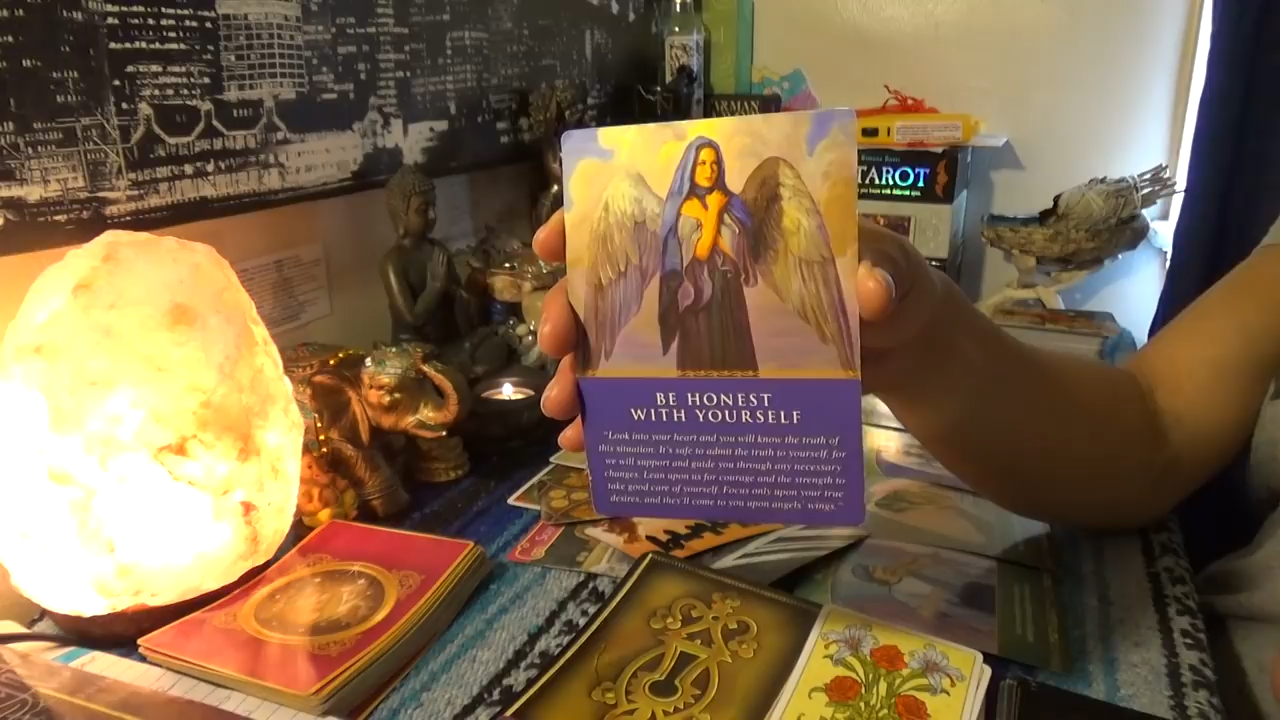 ARMAN
BARBARA MOORE
TAROT
BE HONEST
WITH YOURSELF
"Look into your heart and you will know the truth of
this situation. It's safe to admit the truth to yourself, for
we will support and guide you through any necessary
changes. Lean upon us for courage and the strength to
take good care of yourself. Focus only upon your true
desires, and they'll come to you upon angels' wings."